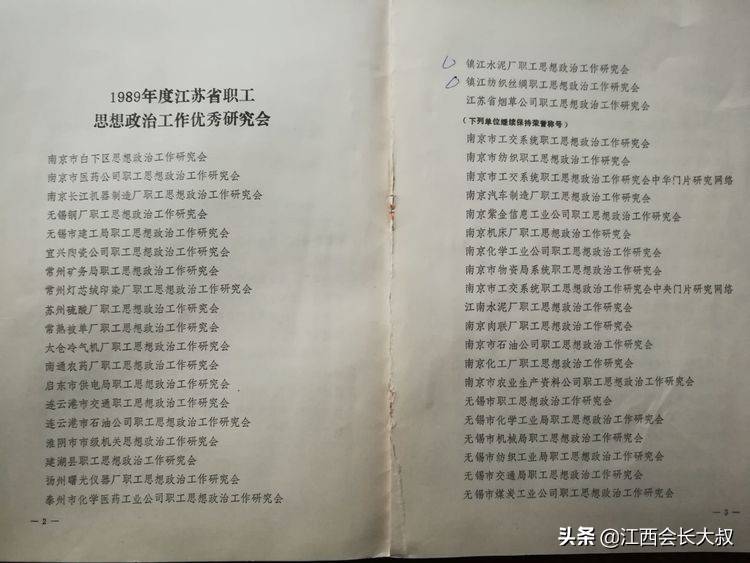 1989年度江苏省职工
思想政治工作优秀研究会
南京市白下区思想政治工作研究会
南京市医药公司职工思想政治工作研究会
南京长江机器制造厂职工思想政治工作研究会
无锡钢厂职工思想政治工作研究会
无锡市建工局职工思想政治工作研究会
宜兴陶瓷公司职工思想政治工作研究会
常州矿务局职工思想政治工作研究会
常州灯芯绒印染厂职工思想政治工作研究会
苏州硫酸厂职工思想政治工作研究会
常熟被单厂职工思想政治工作研究会
太仓冷气机厂职工思想政治工作研究会
南通农药厂职工思想政治工作研究会
启东市供电局职工思想政治工作研究会
连云港市交通职工思想政治工作研究会
连云港市石油公司职工思想政治工作研究会
淮阴市市级机关思想政治工作研究会
建湖县职工思想政治工作研究会
扬州曙光仪器厂职工思想政治工作研究会
泰州市化学医药工业公司职工思想政治工作研究会
— 2 —
镇江水泥厂职工思想政治工作研究会
镇江纺织丝绸职工思想政治工作研究会
江苏省烟草公司职工思想政治工作研究会
（下列单位继续保持荣誉称号）
南京市工交系统职工思想政治工作研究会
南京市纺织职工思想政治工作研究会
南京市工交系统职工思想政治工作研究会中华门片研究网络
南京汽车制造厂职工思想政治工作研究会
南京紫金信息工业公司职工思想政治工作研究会
南京机床厂职工思想政治工作研究会
南京化学工业公司职工思想政治工作研究会
南京市物资局系统职工思想政治工作研究会
南京市工交系统职工思想政治工作研究会中央门片研究网络
江南水泥厂职工思想政治工作研究会
南京肉联厂职工思想政治工作研究会
南京市石油公司职工思想政治工作研究会
南京化工厂职工思想政治工作研究会
南京市农业生产资料公司职工思想政治工作研究会
无锡市职工思想政治工作研究会
无锡市化学工业局职工思想政治工作研究会
无锡市机械局职工思想政治工作研究会
无锡市纺织工业局职工思想政治工作研究会
无锡市交通局职工思想政治工作研究会
无锡市煤炭工业公司职工思想政治工作研究会
— 3 —
头条 @江西会长大叔